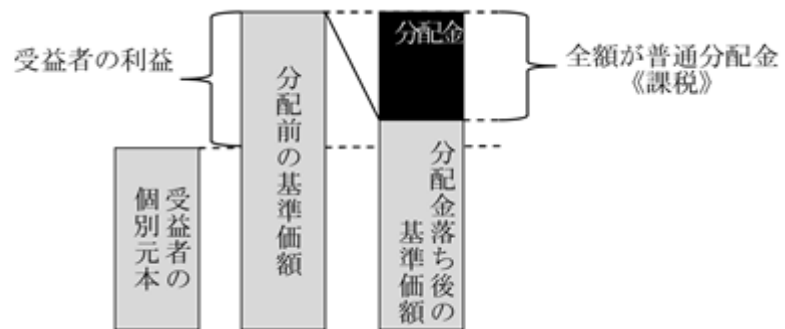 受益者の利益
分配前の基準価額
分配金
全額が普通分配金
《課税》
受益者の
個別元本
分配金落ち後の
基準価額